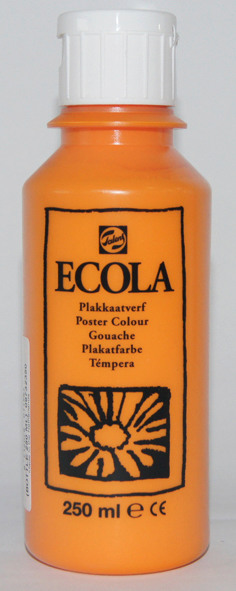 Talens
ECOLA
Plakkaatverf
Poster Colour
Gouache
Plakatfarbe
Témpera
250 ml ℮ CE